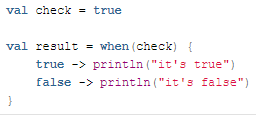 val check = true
val result = when(check) {
    true -> println("it's true")
    false -> println("it's false")
}